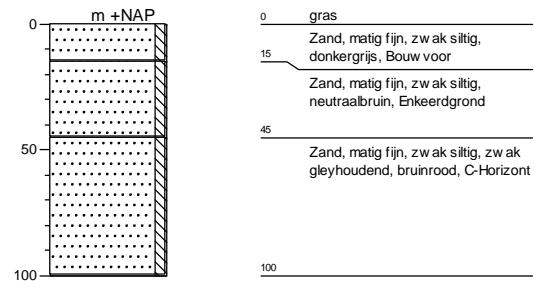 m +NAP
0
50
100
0 gras
Zand, matig fijn, zwak siltig,
donkergrijs, Bouwvoor
15
Zand, matig fijn, zwak siltig,
neutraalbruin, Enkeerdgrond
45
Zand, matig fijn, zwak siltig, zwak
gleyhoudend, bruinrood, C-Horizont
100